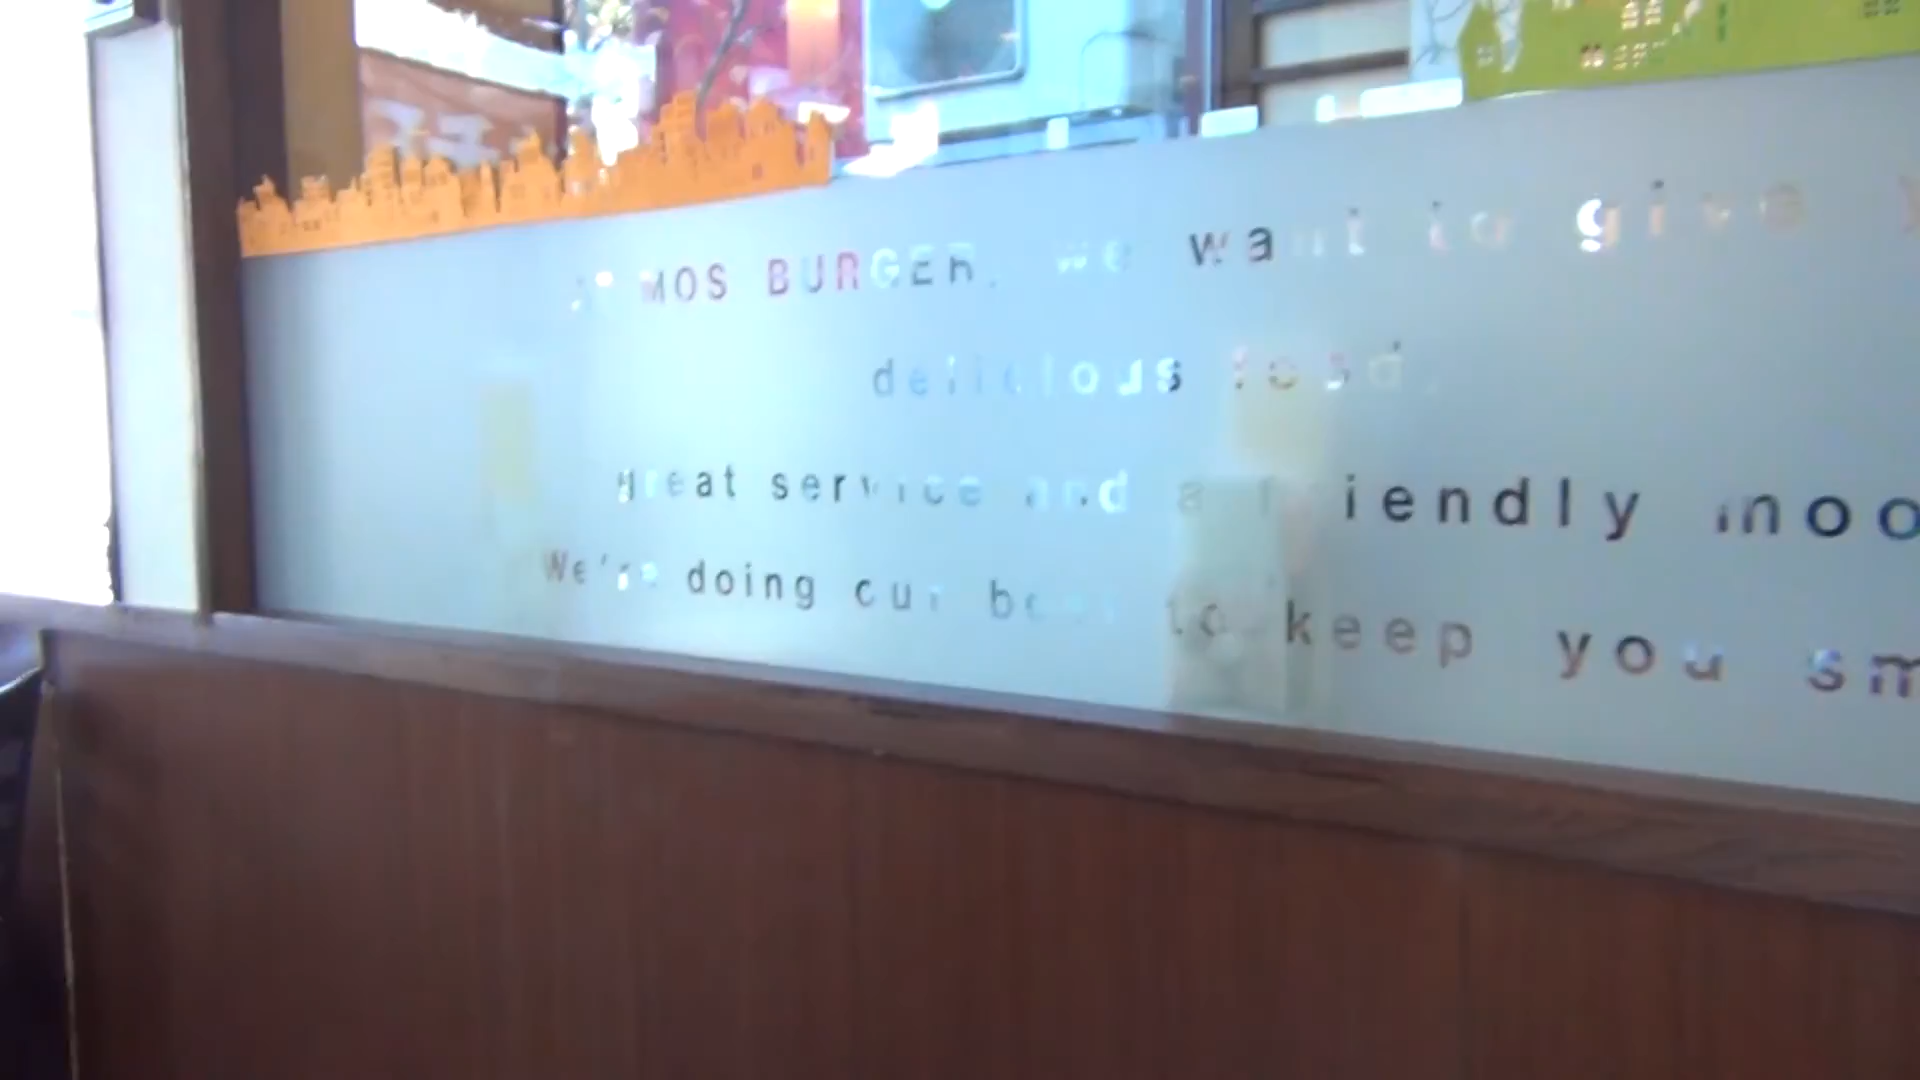 AT MOS BURGER, we want to give y
delicious food,
great service and a friendly moo
We're doing our best to keep you sm